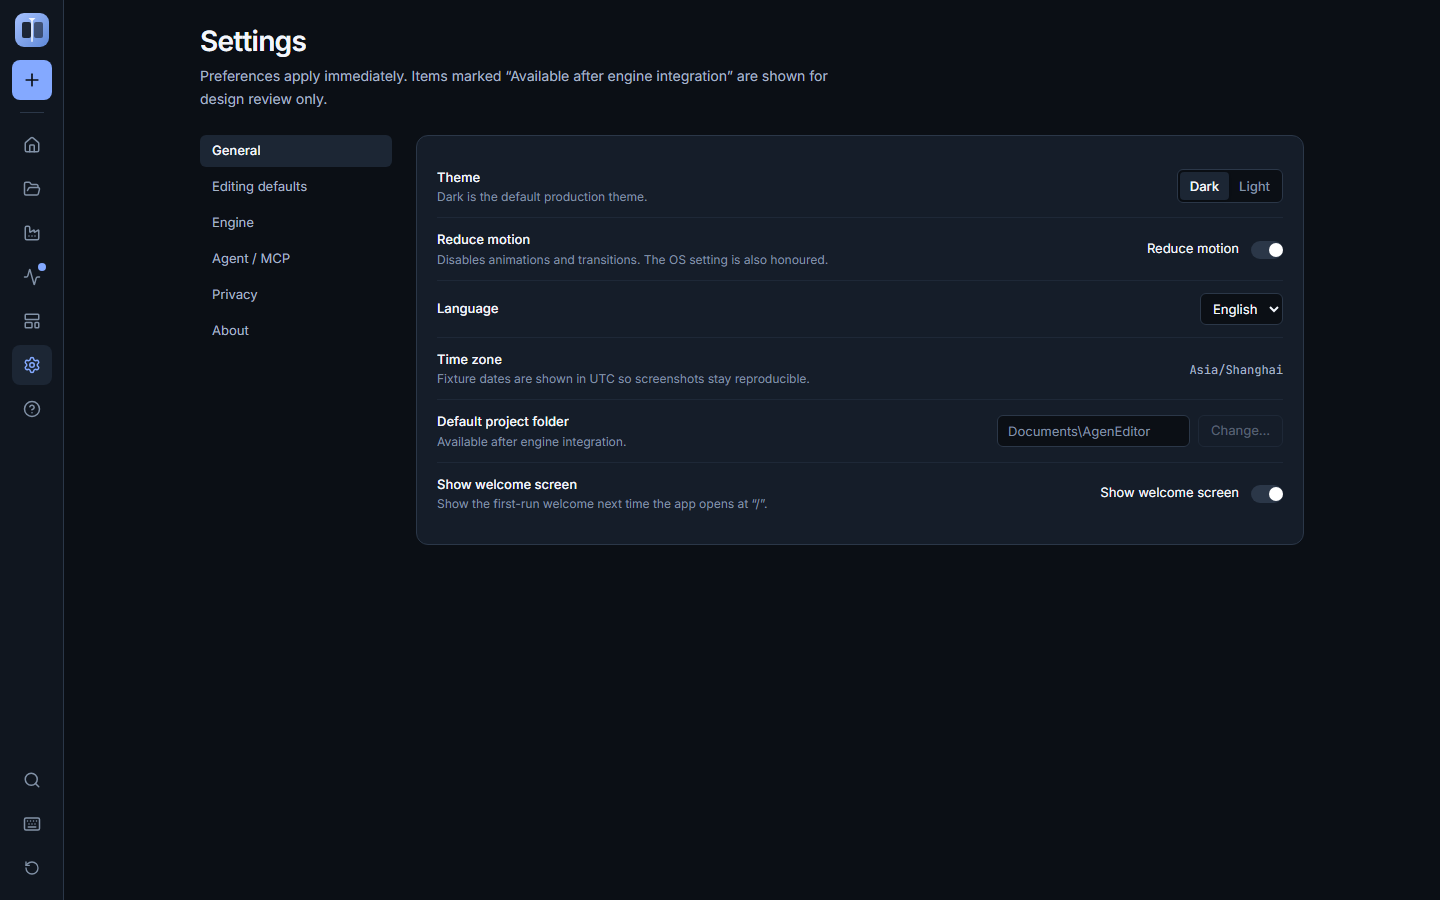 Settings
Preferences apply immediately. Items marked “Available after engine integration” are shown for
design review only.
General
Editing defaults
Engine
Agent / MCP
Privacy
About
Theme
Dark is the default production theme.
Dark
Light
Reduce motion
Disables animations and transitions. The OS setting is also honoured.
Reduce motion
Language
English
Time zone
Fixture dates are shown in UTC so screenshots stay reproducible.
Asia/Shanghai
Default project folder
Available after engine integration.
Documents\AgenEditor
Change...
Show welcome screen
Show the first-run welcome next time the app opens at “/”.
Show welcome screen